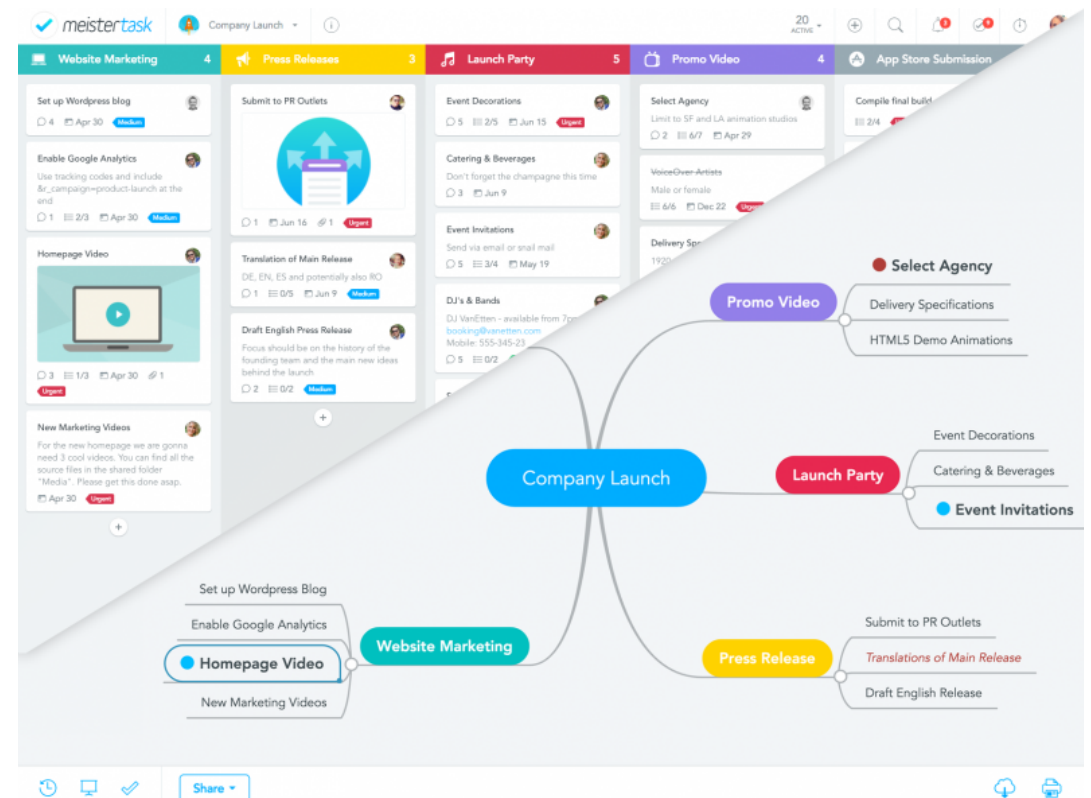 meistertask
Company Launch
20
ACTIVE
3
9
Website Marketing 4
Set up Wordpress blog
4 Apr 30 Medium
Enable Google Analytics
Use tracking codes and include
&r_campaign=product-launch at the
end
1 2/3 Apr 30 Medium
Homepage Video
3 1/3 Apr 30 1
Urgent
New Marketing Videos
For the new homepage we are gonna
need 3 cool videos. You can find all the
source files in the shared folder
"Media". Please get this done asap.
Apr 30 Urgent
+
Press Releases 3
Submit to PR Outlets
1 Jun 16 1 Urgent
Translation of Main Release
DE, EN, ES and potentially also RO
1 0/5 Jun 9 Medium
Draft English Press Release
Focus should be on the history of the
founding team and the main new ideas
behind the launch
2 0/2 Medium
+
Launch Party 5
Event Decorations
5 2/5 Jun 15 Urgent
Catering & Beverages
Don't forget the champagne this time
3 Jun 9
Event Invitations
Send via email or snail mail
5 3/4 May 19
DJ's & Bands
DJ VanEtten - available from 7pm
booking@vanetten.com
Mobile: 555-345-23
5 0/2
Promo Video 4
Select Agency
Limit to SF and LA animation studios
2 6/7 Apr 29
VoiceOver Artists
Male or female
6/6 Dec 22
Delivery
1920
App Store Submission
Compile final build
2/4
Company Launch
Promo Video
Select Agency
Delivery Specifications
HTML5 Demo Animations
Launch Party
Event Decorations
Catering & Beverages
Event Invitations
Press Release
Submit to PR Outlets
Translations of Main Release
Draft English Release
Website Marketing
Set up Wordpress Blog
Enable Google Analytics
Homepage Video
New Marketing Videos
Share